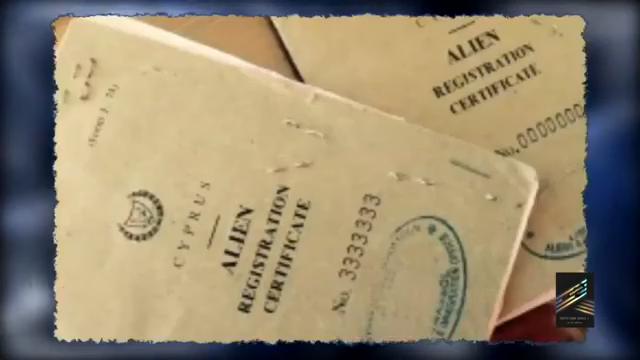 CYPRUS
ALIEN
REGISTRATION
CERTIFICATE
No. 3333333
ALIEN
REGISTRATION
CERTIFICATE
No. 0000000